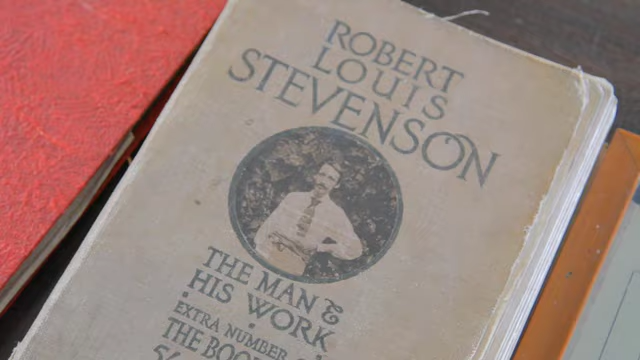 ROBERT
LOUIS
STEVENSON
THE MAN &
HIS WORK
EXTRA NUMBER
THE